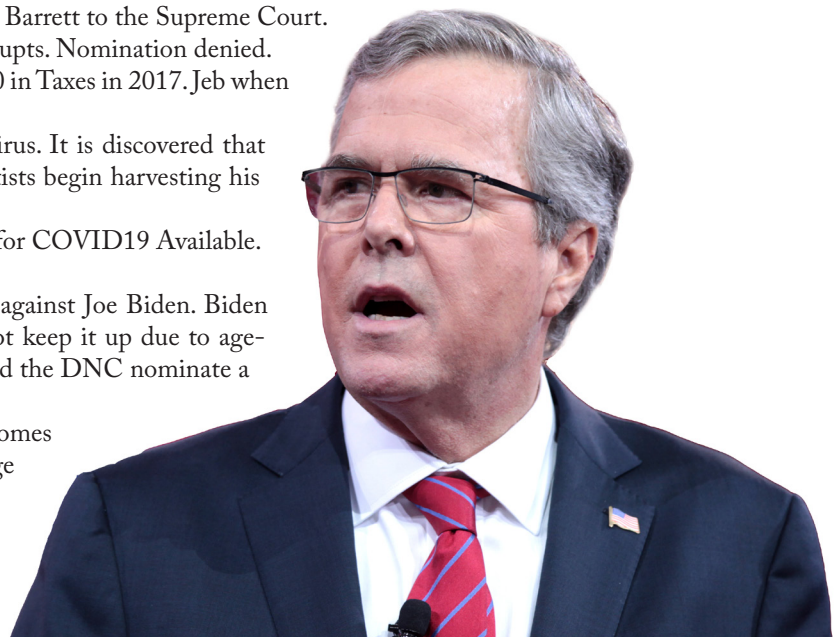 Barrett to the Supreme Court.
upts. Nomination denied.
0 in Taxes in 2017. Jeb when
irus. It is discovered that
tists begin harvesting his
for COVID19 Available.
against Joe Biden. Biden
ot keep it up due to age-
d the DNC nominate a
omes
ge